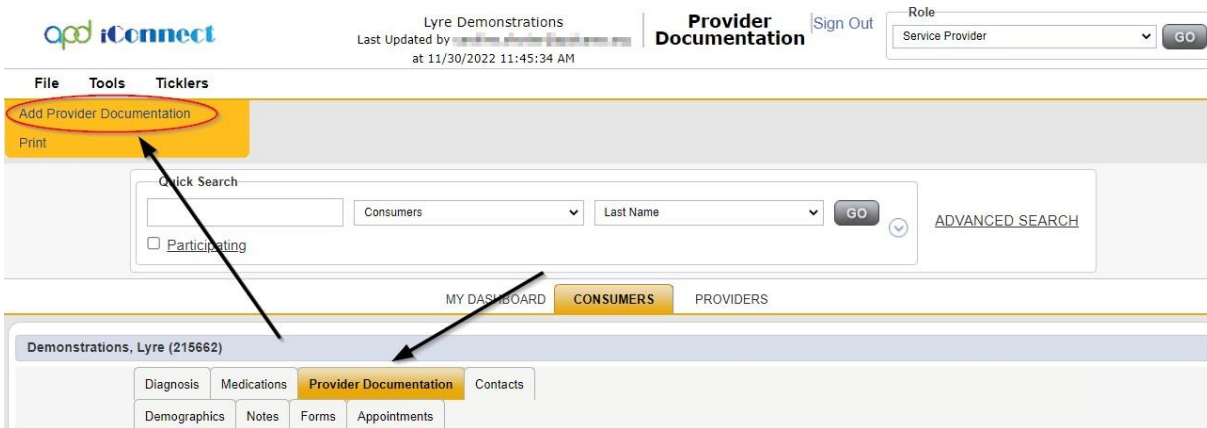 apd iConnect
Lyre Demonstrations
Last Updated by
at 11/30/2022 11:45:34 AM
Provider
Documentation
Sign Out
Role
Service Provider
GO
File Tools Ticklers
Add Provider Documentation
Print
Quick Search
Consumers Last Name GO
ADVANCED SEARCH
Participating
MY DASHBOARD CONSUMERS PROVIDERS
Demonstrations, Lyre (215662)
Diagnosis Medications Provider Documentation Contacts
Demographics Notes Forms Appointments